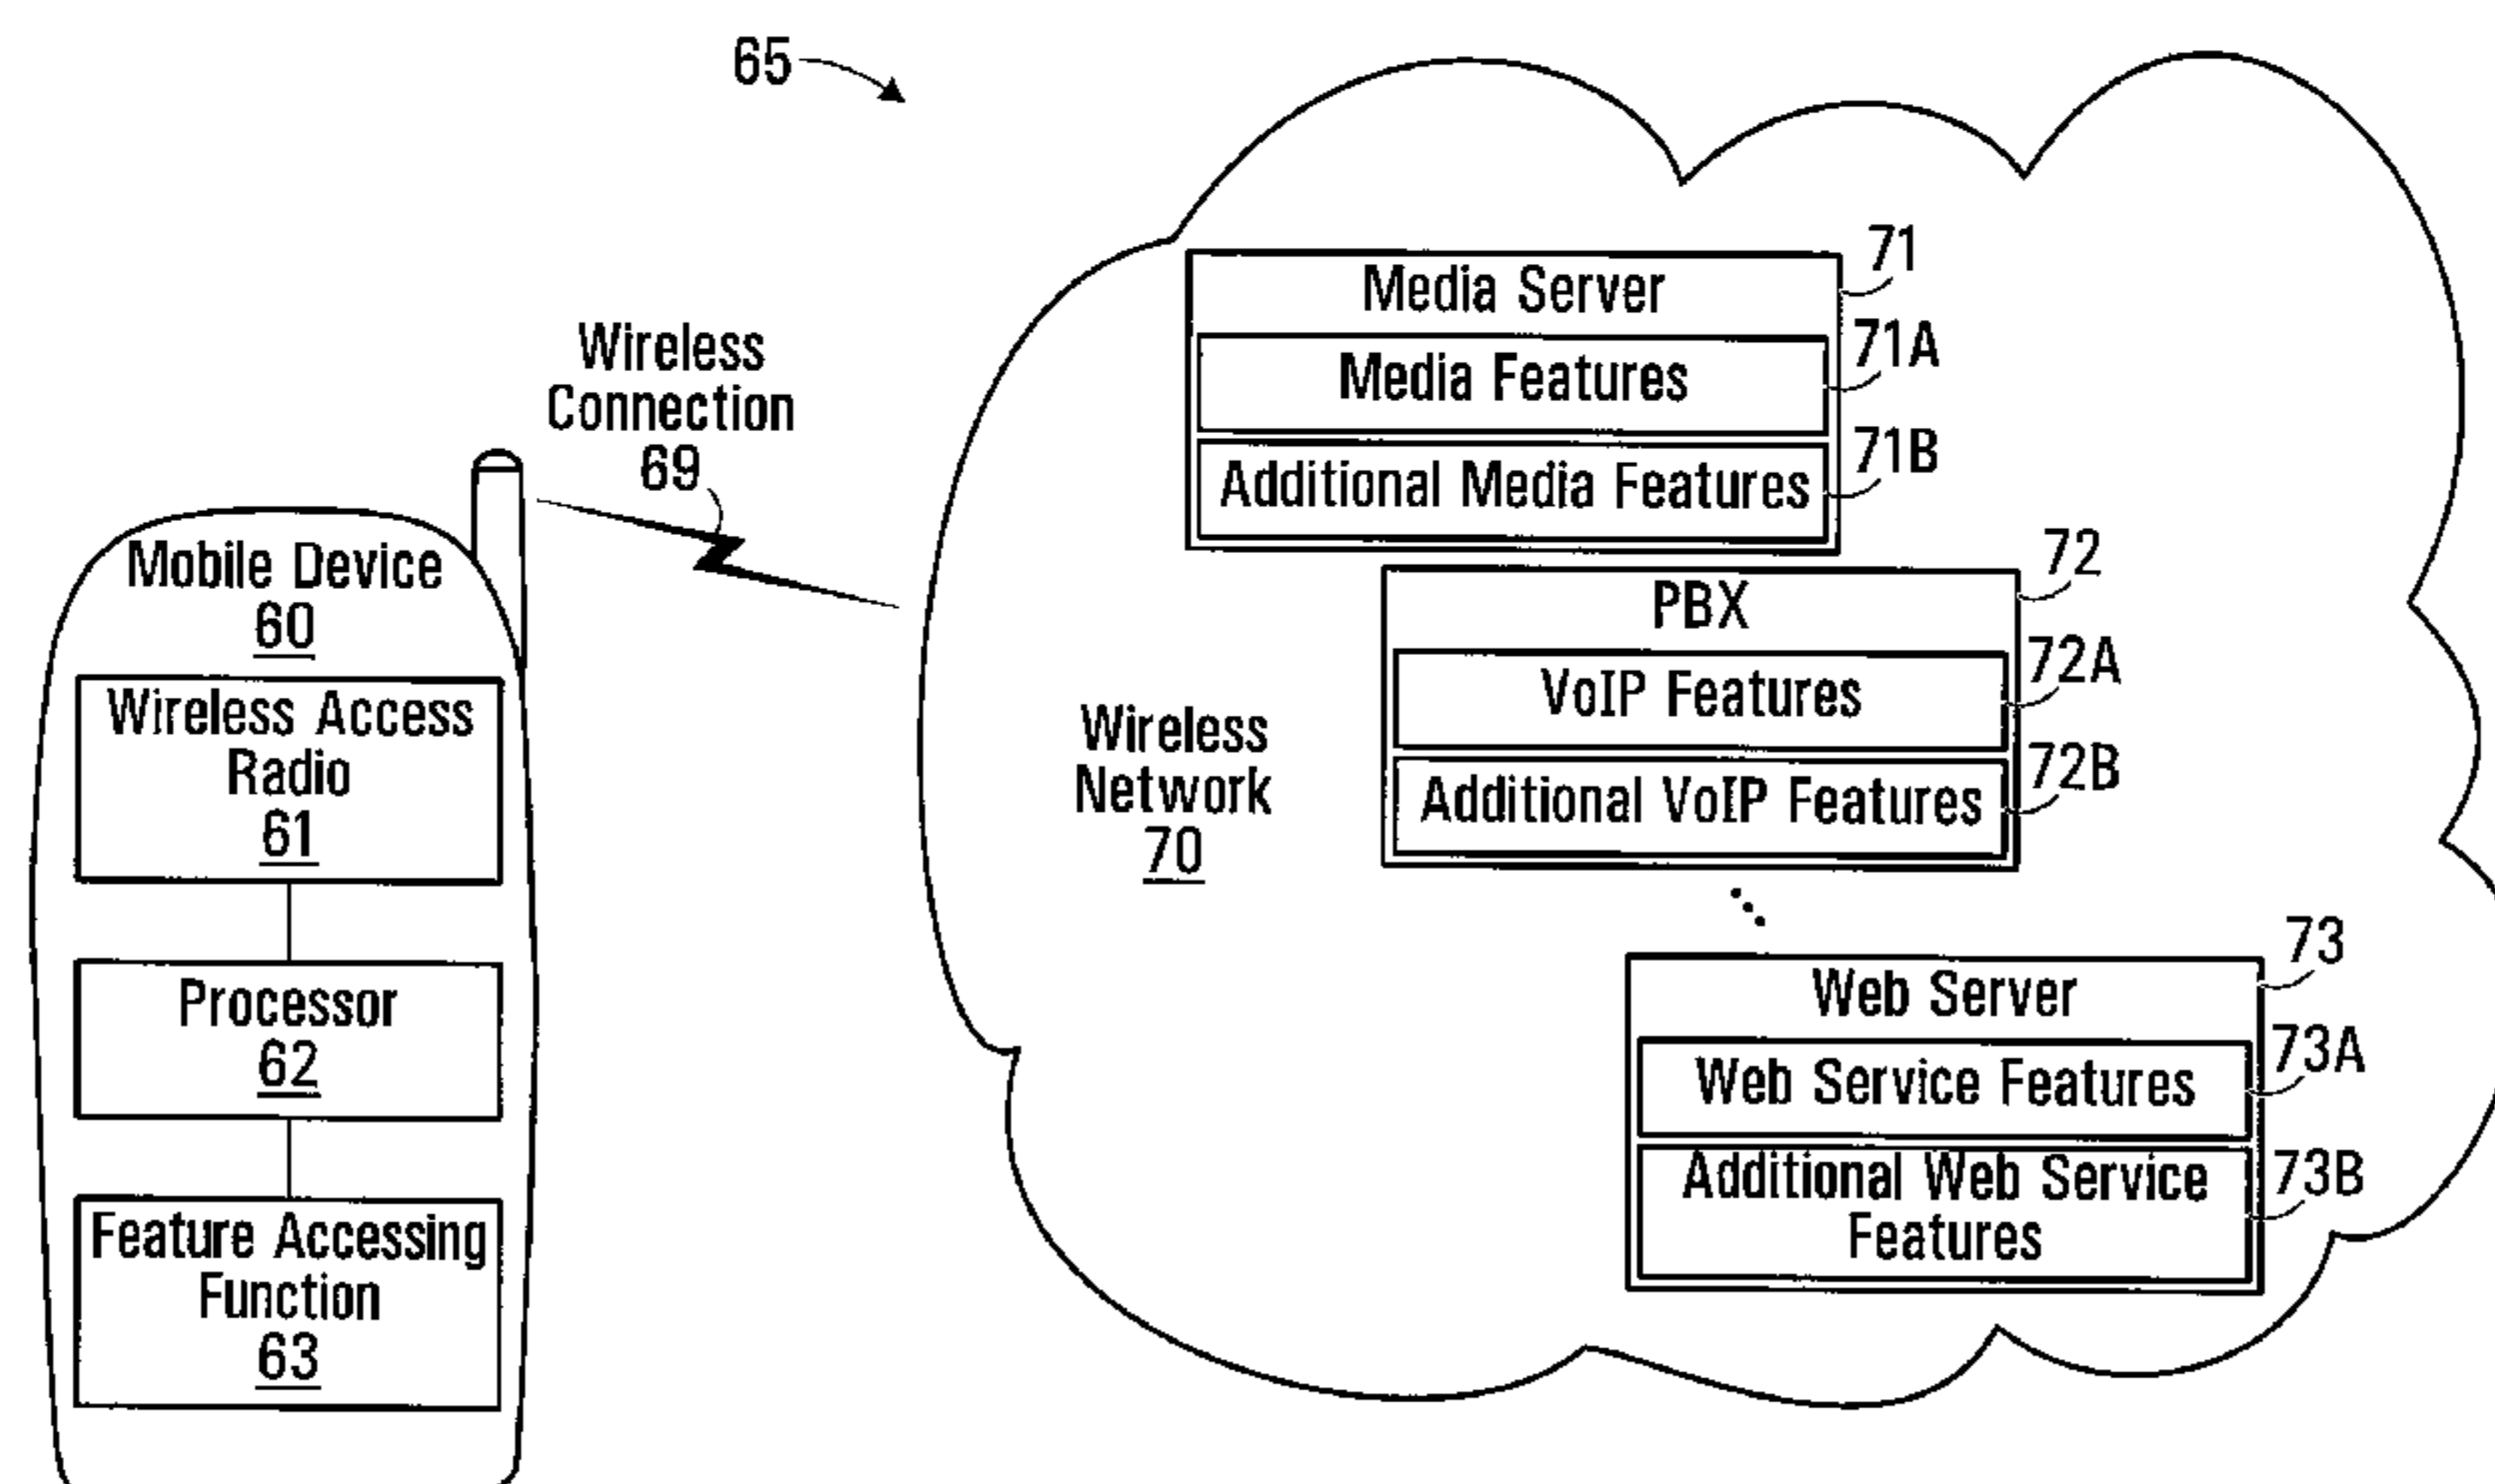 65
Wireless
Connection
69
Mobile Device
60
Wireless Access
Radio
61
Processor
62
Feature Accessing
Function
63
Wireless
Network
70
Media Server
71
Media Features
71A
Additional Media Features
71B
PBX
72
VoIP Features
72A
Additional VoIP Features
72B
Web Server
73
Web Service Features
73A
Additional Web Service
Features
73B